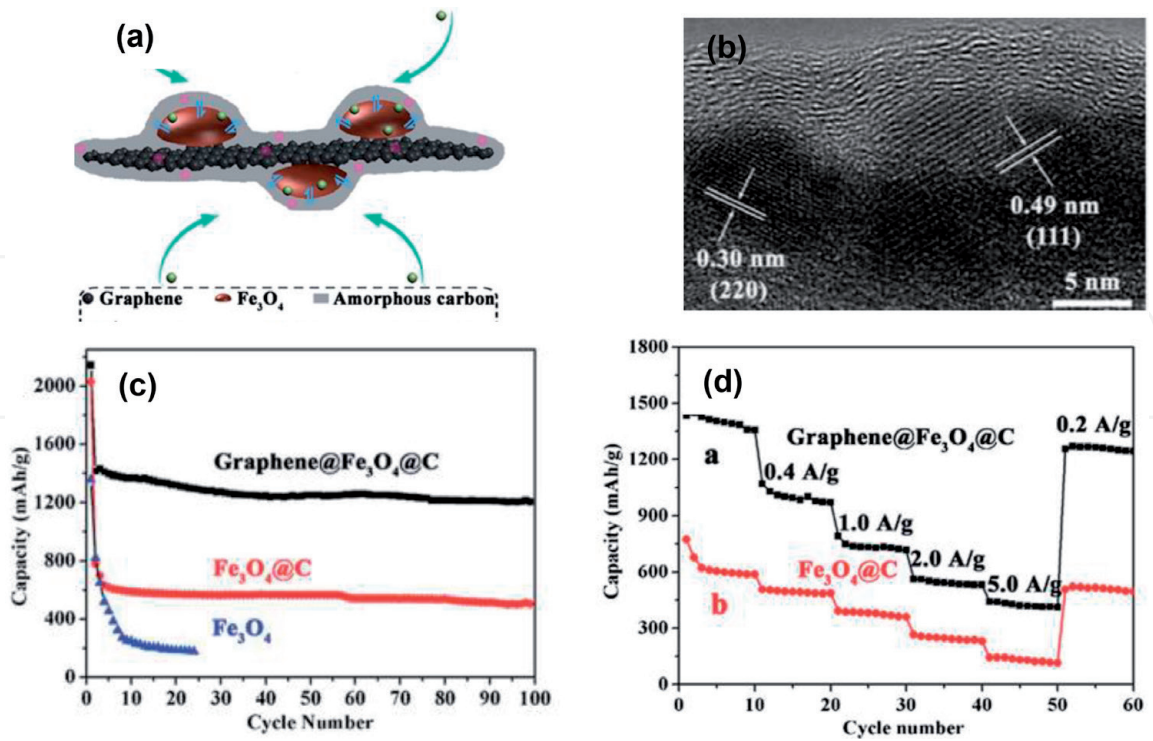 (a)
Graphene Fe₃O₄ Amorphous carbon
(b)
0.30 nm
(220)
0.49 nm
(111)
5 nm
(c)
Capacity (mAh/g)
2000
1600
1200
800
400
0
Graphene@Fe₃O₄@C
Fe₃O₄@C
Fe₃O₄
0 10 20 30 40 50 60 70 80 90 100
Cycle Number
(d)
Capacity (mAh/g)
1800
1500
1200
900
600
300
0
a
Graphene@Fe₃O₄@C
0.2 A/g
0.4 A/g
1.0 A/g
2.0 A/g
5.0 A/g
Fe₃O₄@C
b
0 10 20 30 40 50 60
Cycle number